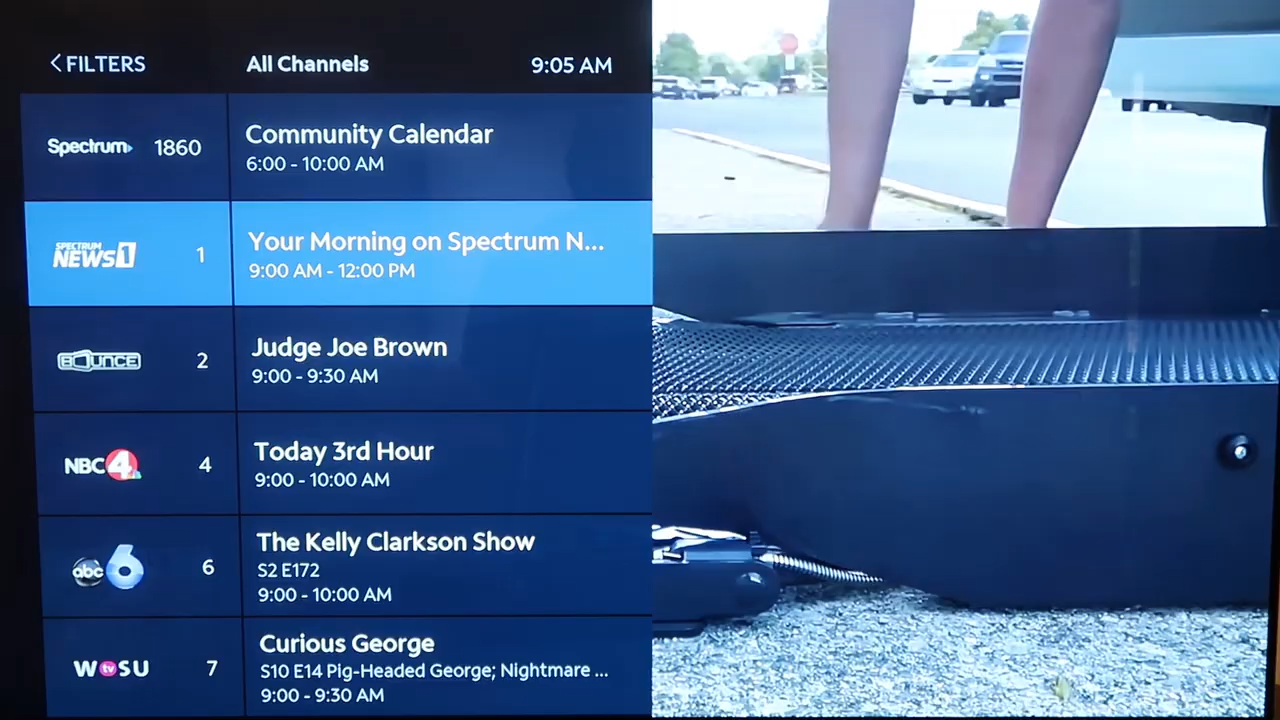 FILTERS
All Channels
9:05 AM
Spectrum
1860
Community Calendar
6:00 - 10:00 AM
SPECTRUM
NEWS 1
1
Your Morning on Spectrum N...
9:00 AM - 12:00 PM
BOUNCE
2
Judge Joe Brown
9:00 - 9:30 AM
NBC 4
4
Today 3rd Hour
9:00 - 10:00 AM
abc 6
6
The Kelly Clarkson Show
S2 E172
9:00 - 10:00 AM
WOSU tv
7
Curious George
S10 E14 Pig-Headed George; Nightmare ...
9:00 - 9:30 AM